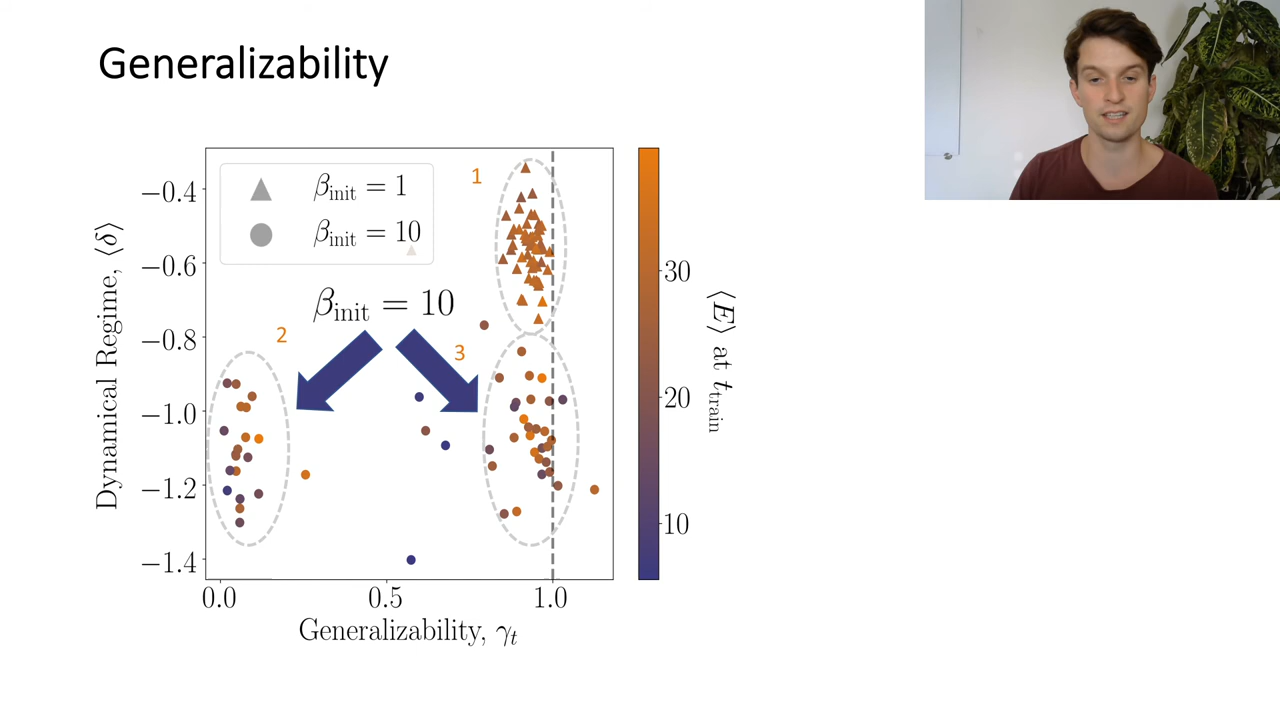 Generalizability
β_init = 1
β_init = 10
β_init = 10
1
2
3
−0.4
−0.6
−0.8
−1.0
−1.2
−1.4
Dynamical Regime, ⟨δ⟩
0.0 0.5 1.0
Generalizability, γ_t
30
20
10
⟨E⟩ at t_train